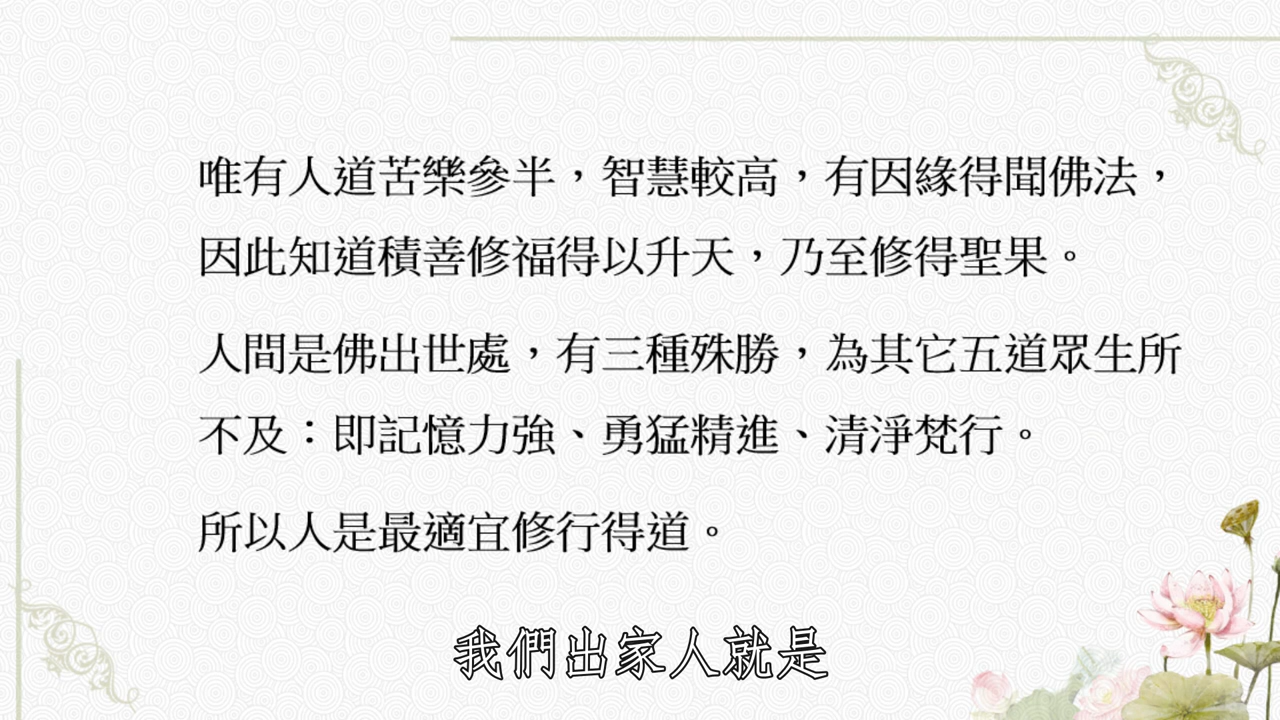 唯有人道苦樂參半，智慧較高，有因緣得聞佛法，
因此知道積善修福得以升天，乃至修得聖果。
人間是佛出世處，有三種殊勝，為其它五道眾生所
不及：即記憶力強、勇猛精進、清淨梵行。
所以人是最適宜修行得道。
我們出家人就是